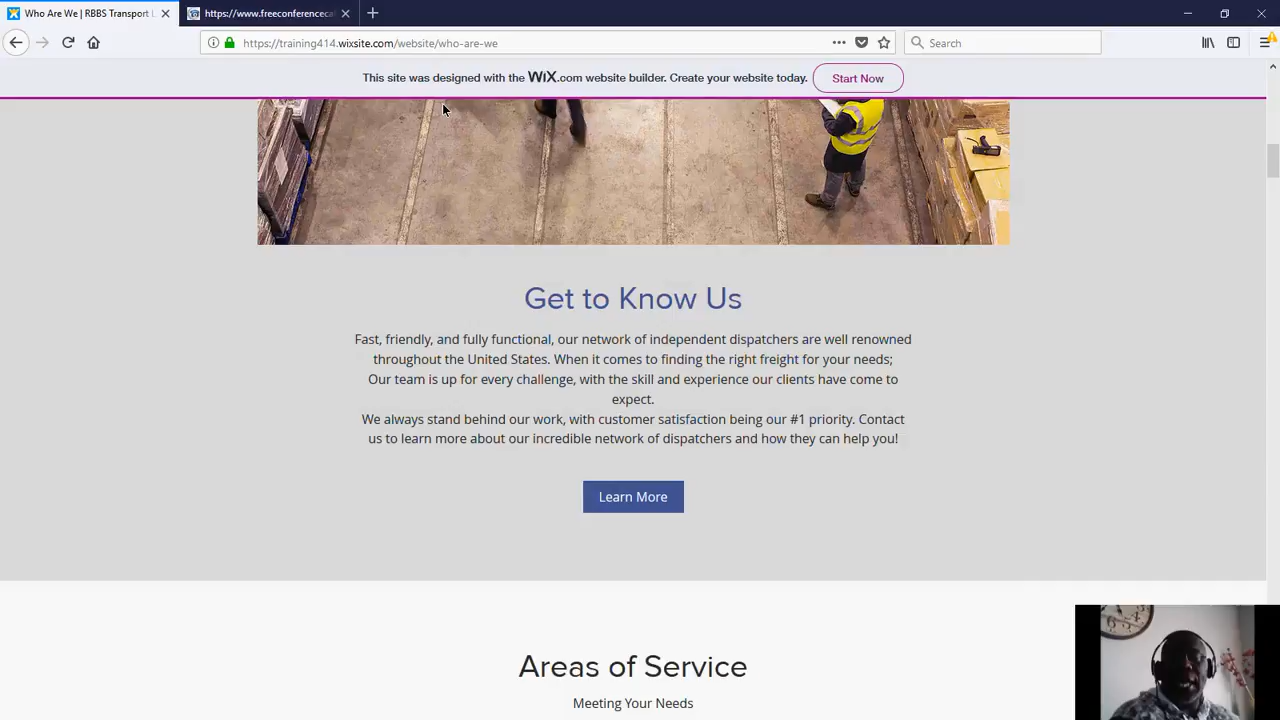 Who Are We | RBBS Transport L
https://www.freeconferenceca
https://training414.wixsite.com/website/who-are-we
Search
This site was designed with the WiX.com website builder. Create your website today.
Start Now
Get to Know Us
Fast, friendly, and fully functional, our network of independent dispatchers are well renowned
throughout the United States. When it comes to finding the right freight for your needs;
Our team is up for every challenge, with the skill and experience our clients have come to
expect.
We always stand behind our work, with customer satisfaction being our #1 priority. Contact
us to learn more about our incredible network of dispatchers and how they can help you!
Learn More
Areas of Service
Meeting Your Needs